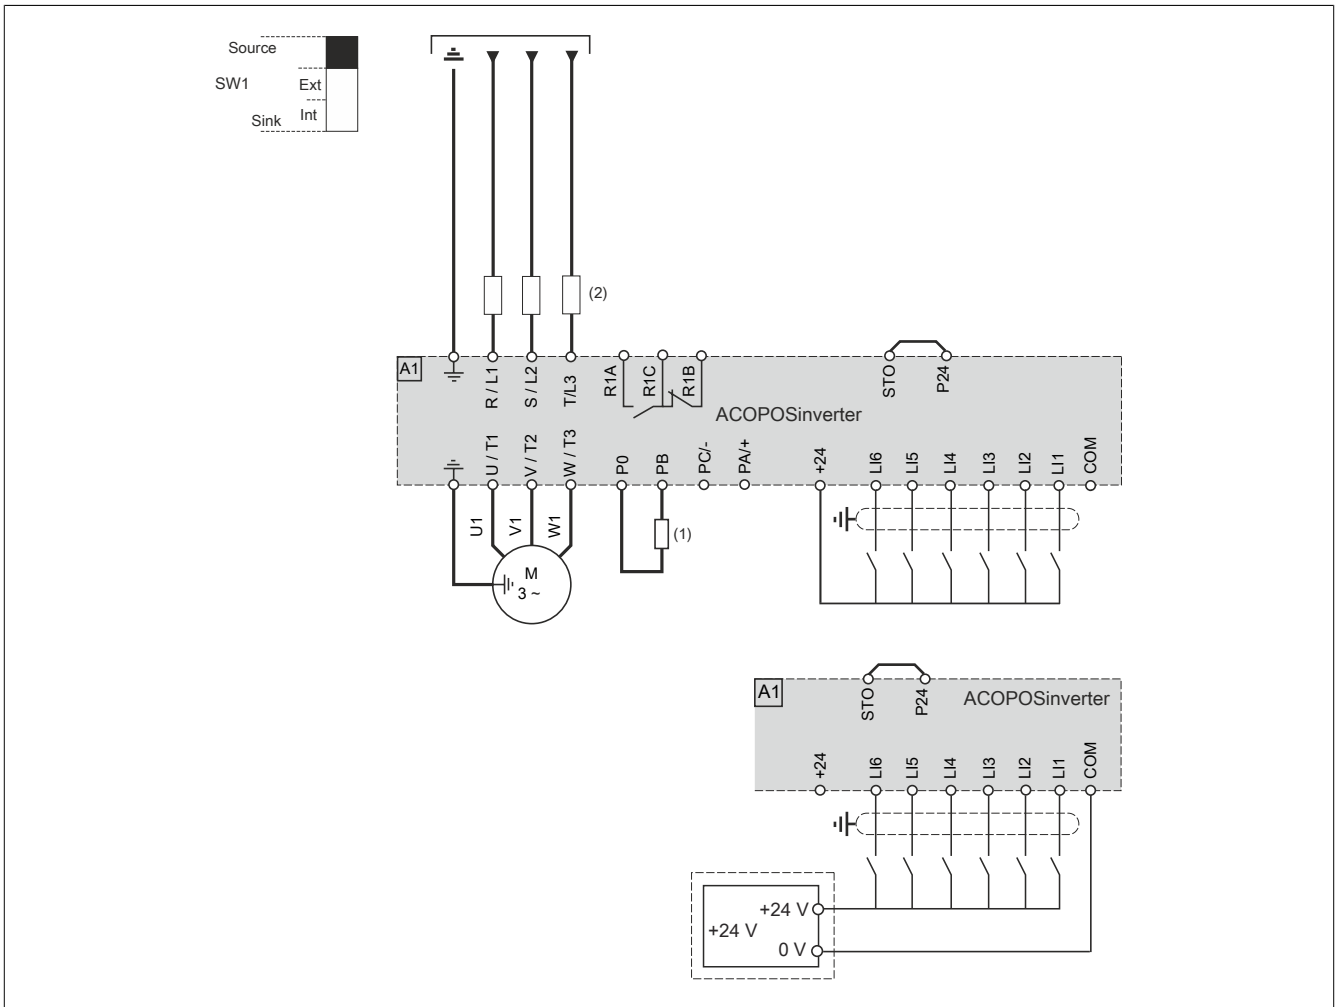 Source
SW1
Ext
Sink
Int
(2)
A1
R / L1
S / L2
T/L3
R1A
R1C
R1B
STO
P24
ACOPOSinverter
U / T1
V / T2
W / T3
P0
PB
PC/-
PA/+
+24
LI6
LI5
LI4
LI3
LI2
LI1
COM
U1
V1
W1
(1)
M
3 ~
A1
STO
P24
ACOPOSinverter
+24
LI6
LI5
LI4
LI3
LI2
LI1
COM
+24 V
+24 V
0 V